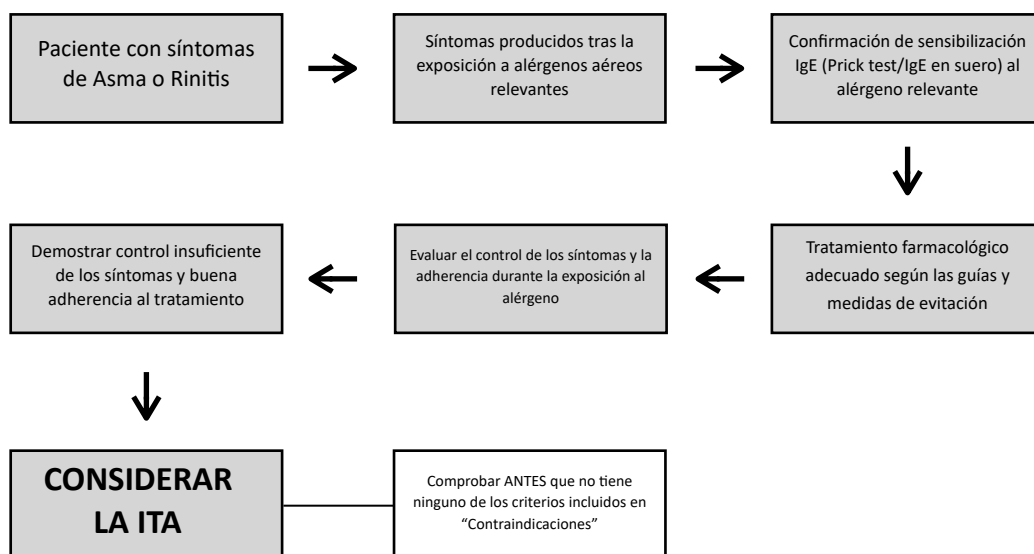 Paciente con síntomas
de Asma o Rinitis
Síntomas producidos tras la
exposición a alérgenos aéreos
relevantes
Confirmación de sensibilización
IgE (Prick test/IgE en suero) al
alérgeno relevante
Tratamiento farmacológico
adecuado según las guías y
medidas de evitación
Evaluar el control de los síntomas y la
adherencia durante la exposición al
alérgeno
Demostrar control insuficiente
de los síntomas y buena
adherencia al tratamiento
CONSIDERAR
LA ITA
Comprobar ANTES que no tiene
ninguno de los criterios incluidos en
“Contraindicaciones”